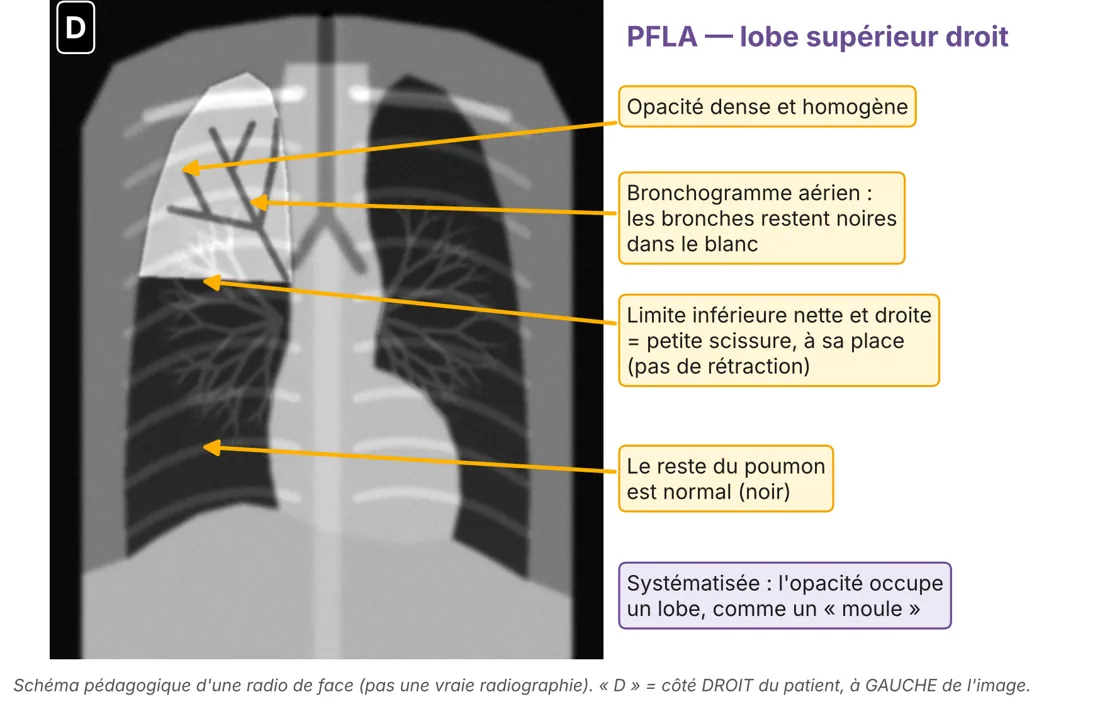 D
PFLA — lobe supérieur droit
Opacité dense et homogène
Bronchogramme aérien :
les bronches restent noires
dans le blanc
Limite inférieure nette et droite
= petite scissure, à sa place
(pas de rétraction)
Le reste du poumon
est normal (noir)
Systématisée : l'opacité occupe
un lobe, comme un « moule »
Schéma pédagogique d'une radio de face (pas une vraie radiographie). « D » = côté DROIT du patient, à GAUCHE de l'image.